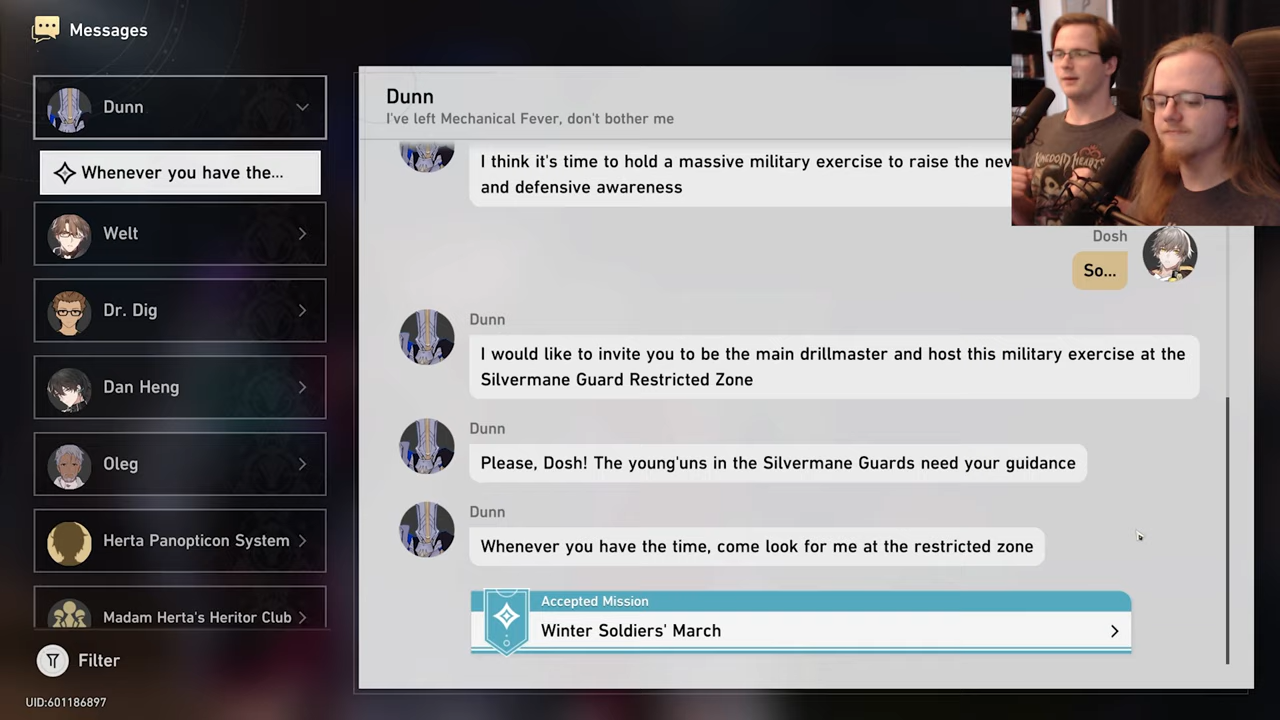 Messages
Dunn
Whenever you have the...
Welt
Dr. Dig
Dan Heng
Oleg
Herta Panopticon System
Madam Herta's Heritor Club
Filter
UID:601186897
Dunn
I've left Mechanical Fever, don't bother me
I think it's time to hold a massive military exercise to raise the new
and defensive awareness
Dosh
So...
Dunn
I would like to invite you to be the main drillmaster and host this military exercise at the
Silvermane Guard Restricted Zone
Dunn
Please, Dosh! The young'uns in the Silvermane Guards need your guidance
Dunn
Whenever you have the time, come look for me at the restricted zone
Accepted Mission
Winter Soldiers' March
KINGDOM HEARTS